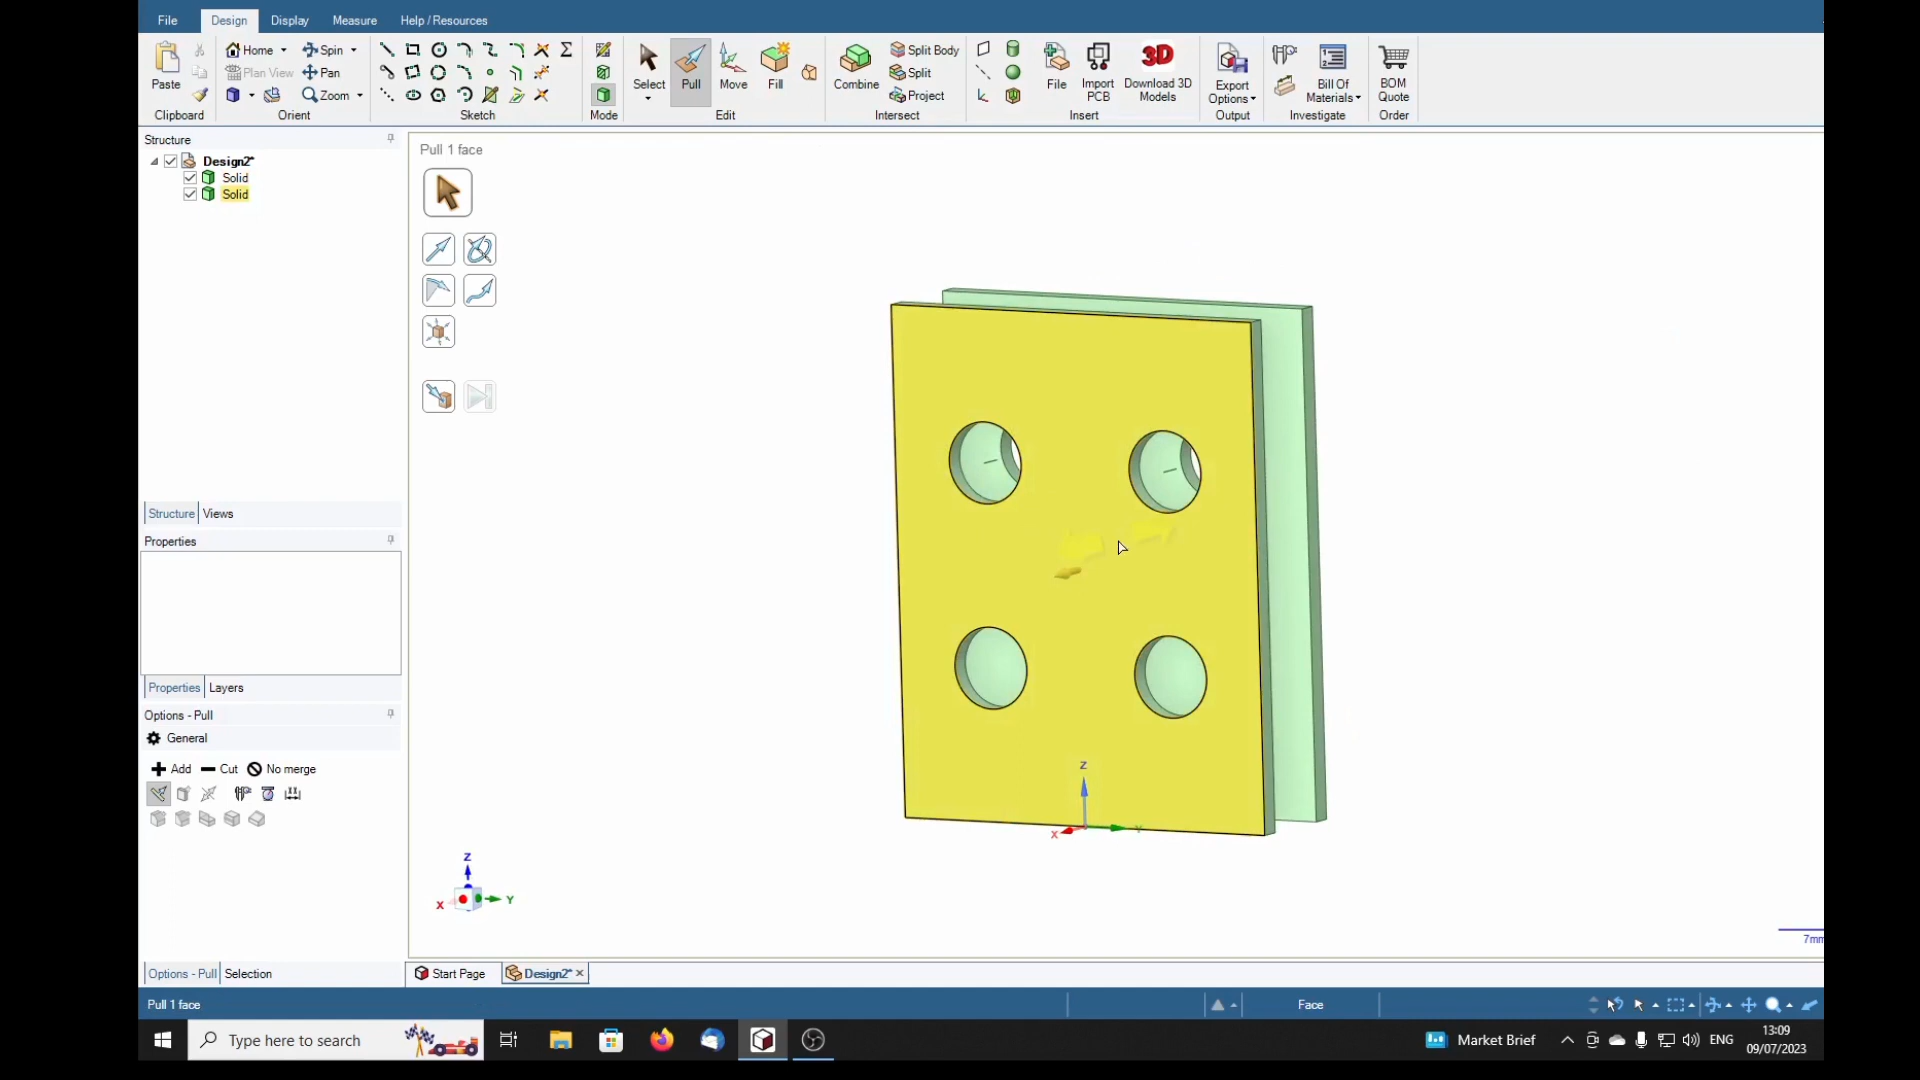 File Design Display Measure Help / Resources
Paste
Home Spin
Plan View Pan
Zoom
Select Pull Move Fill
Combine
Split Body
Split
Project
File Import PCB
3D
Download 3D Models
Export Options
Bill Of Materials
BOM Quote
Clipboard Orient Sketch Mode Edit Intersect Insert Output Investigate Order
Structure
Design2*
Solid
Solid
Structure Views
Properties
Properties Layers
Options - Pull
General
Add Cut No merge
Options - Pull Selection
Pull 1 face
Z
X Y
Z
X Y
7mm
Start Page Design2*
Pull 1 face
Face
Type here to search
Market Brief
ENG
13:09
09/07/2023